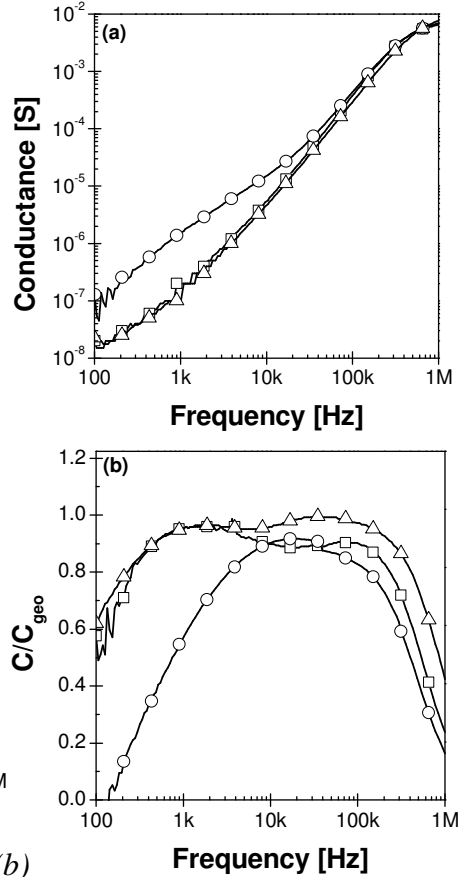 (a)
Conductance [S]
10⁻²
10⁻³
10⁻⁴
10⁻⁵
10⁻⁶
10⁻⁷
10⁻⁸
100 1k 10k 100k 1M
Frequency [Hz]
(b)
C/C_geo
1.2
1.0
0.8
0.6
0.4
0.2
0.0
100 1k 10k 100k 1M
Frequency [Hz]
M
(b)